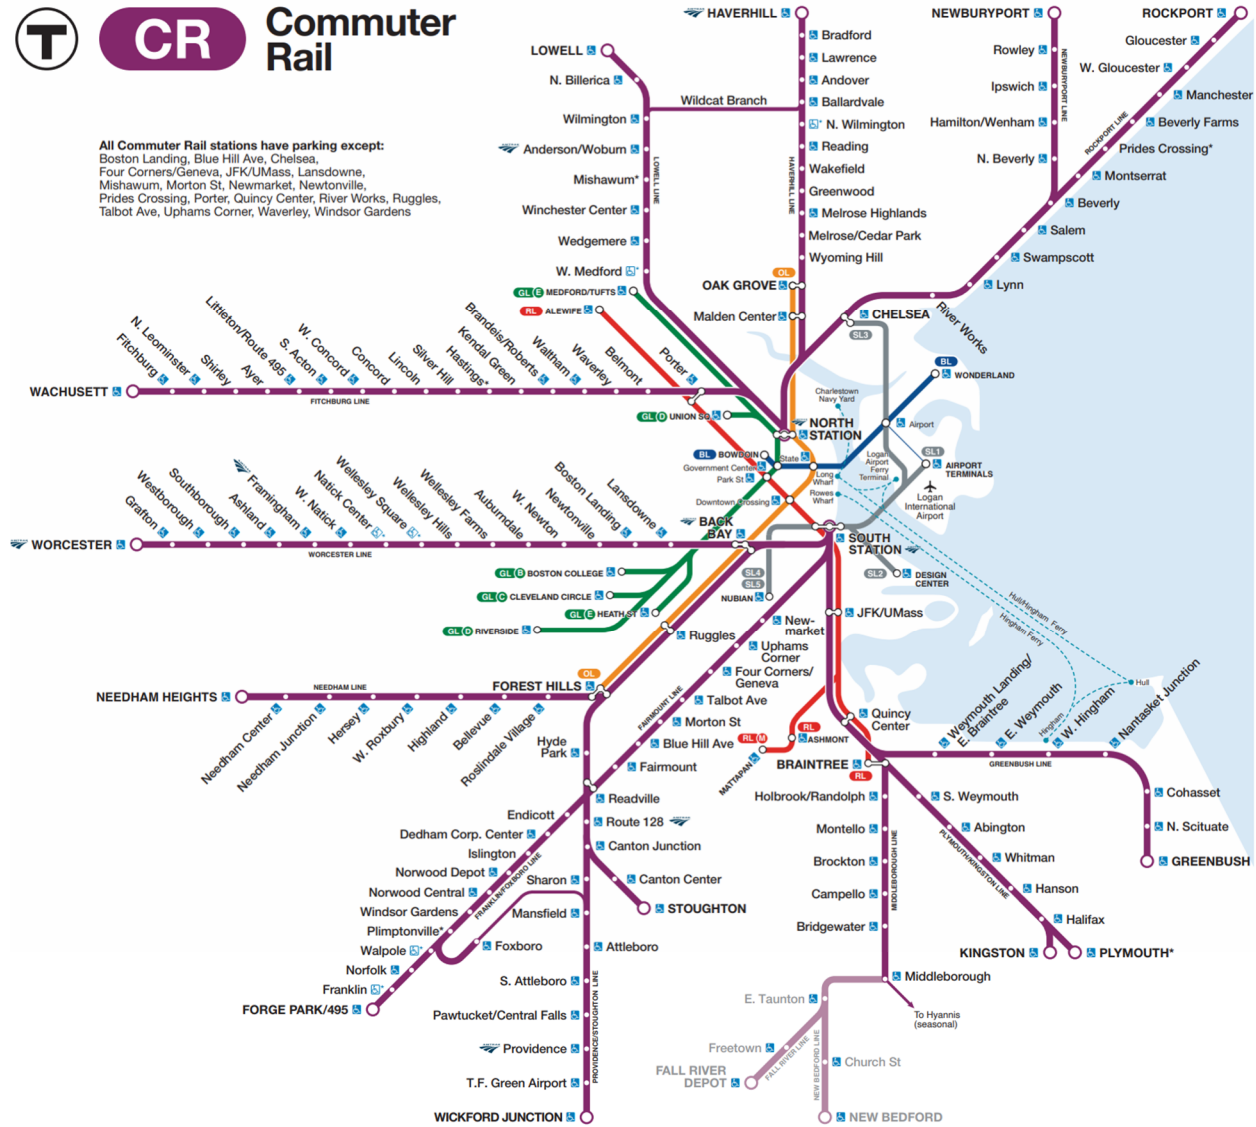 T
CR
Commuter
Rail
All Commuter Rail stations have parking except:
Boston Landing, Blue Hill Ave, Chelsea,
Four Corners/Geneva, JFK/UMass, Lansdowne,
Mishawum, Morton St, Newmarket, Newtonville,
Prides Crossing, Porter, Quincy Center, River Works, Ruggles,
Talbot Ave, Uphams Corner, Waverley, Windsor Gardens
LOWELL
N. Billerica
Wilmington
Anderson/Woburn
Mishawum*
Winchester Center
Wedgemere
W. Medford
LOWELL LINE
Wildcat Branch
HAVERHILL
Bradford
Lawrence
Andover
Ballardvale
N. Wilmington
Reading
Wakefield
Greenwood
Melrose Highlands
Melrose/Cedar Park
Wyoming Hill
HAVERHILL LINE
OL
OAK GROVE
Malden Center
NEWBURYPORT
Rowley
Ipswich
Hamilton/Wenham
N. Beverly
NEWBURYPORT LINE
ROCKPORT
Gloucester
W. Gloucester
Manchester
Beverly Farms
Prides Crossing*
Montserrat
ROCKPORT LINE
Beverly
Salem
Swampscott
Lynn
River Works
CHELSEA
SL3
GL E MEDFORD/TUFTS
RL ALEWIFE
WACHUSETT
Fitchburg
N. Leominster
Shirley
Ayer
Littleton/Route 495
S. Acton
W. Concord
Concord
Lincoln
Silver Hill
Hastings*
Kendal Green
Brandeis/Roberts
Waltham
Waverley
Belmont
Porter
FITCHBURG LINE
GL D UNION SQ
BL
WONDERLAND
Charlestown
Navy Yard
NORTH
STATION
Airport
BL BOWDOIN
Government Center
Park St
State
Long
Wharf
Rowes
Wharf
Logan
Airport
Ferry
Terminal
SL1
AIRPORT
TERMINALS
Logan
International
Airport
Downtown Crossing
WORCESTER
Grafton
Westborough
Southborough
Ashland
Framingham
W. Natick
Natick Center
Wellesley Square
Wellesley Hills
Wellesley Farms
Auburndale
W. Newton
Newtonville
Boston Landing
Lansdowne
WORCESTER LINE
BACK
BAY
SOUTH
STATION
SL4
SL5
NUBIAN
SL2
DESIGN
CENTER
GL B BOSTON COLLEGE
GL C CLEVELAND CIRCLE
GL E HEATH ST
GL D RIVERSIDE
Hull/Hingham Ferry
Hingham Ferry
Hull
Hingham
Ruggles
New-
market
Uphams
Corner
Four Corners/
Geneva
Talbot Ave
Morton St
Blue Hill Ave
Fairmount
FAIRMOUNT LINE
JFK/UMass
OL
FOREST HILLS
NEEDHAM HEIGHTS
NEEDHAM LINE
Needham Center
Needham Junction
Hersey
W. Roxbury
Highland
Bellevue
Roslindale Village
Hyde
Park
RL
ASHMONT
RL M
MATTAPAN
Quincy
Center
BRAINTREE
RL
Weymouth Landing/
E. Braintree
E. Weymouth
W. Hingham
Nantasket Junction
GREENBUSH LINE
Cohasset
N. Scituate
GREENBUSH
Readville
Route 128
Canton Junction
Canton Center
STOUGHTON
Endicott
Dedham Corp. Center
Islington
Norwood Depot
Norwood Central
Windsor Gardens
Plimptonville*
Walpole
Norfolk
Franklin
FORGE PARK/495
FRANKLIN/FOXBORO LINE
Foxboro
Sharon
Mansfield
Attleboro
S. Attleboro
Pawtucket/Central Falls
Providence
T.F. Green Airport
WICKFORD JUNCTION
PROVIDENCE/STOUGHTON LINE
Holbrook/Randolph
Montello
Brockton
Campello
Bridgewater
MIDDLEBOROUGH LINE
Middleborough
To Hyannis
(seasonal)
S. Weymouth
Abington
Whitman
Hanson
Halifax
PLYMOUTH/KINGSTON LINE
KINGSTON
PLYMOUTH*
E. Taunton
Freetown
FALL RIVER
DEPOT
FALL RIVER LINE
NEW BEDFORD LINE
Church St
NEW BEDFORD